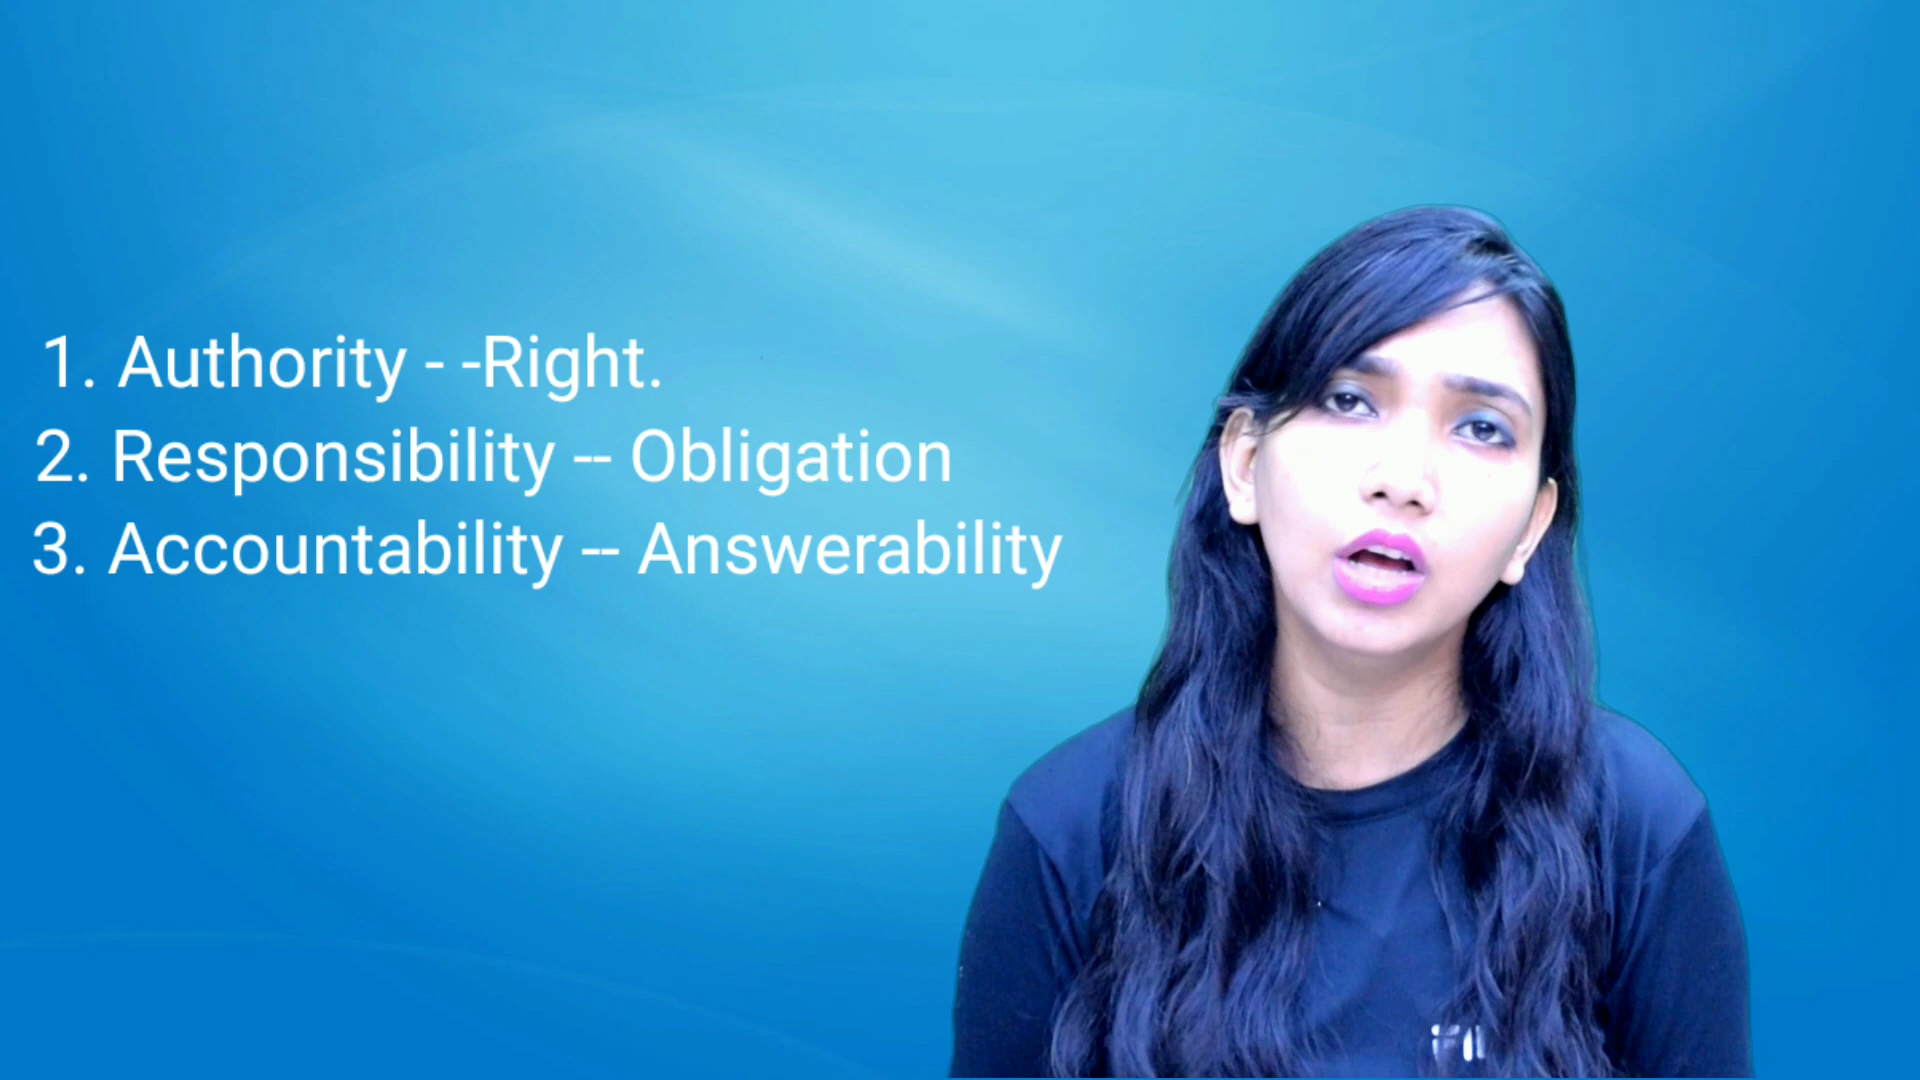 1. Authority - -Right.
2. Responsibility -- Obligation
3. Accountability -- Answerability